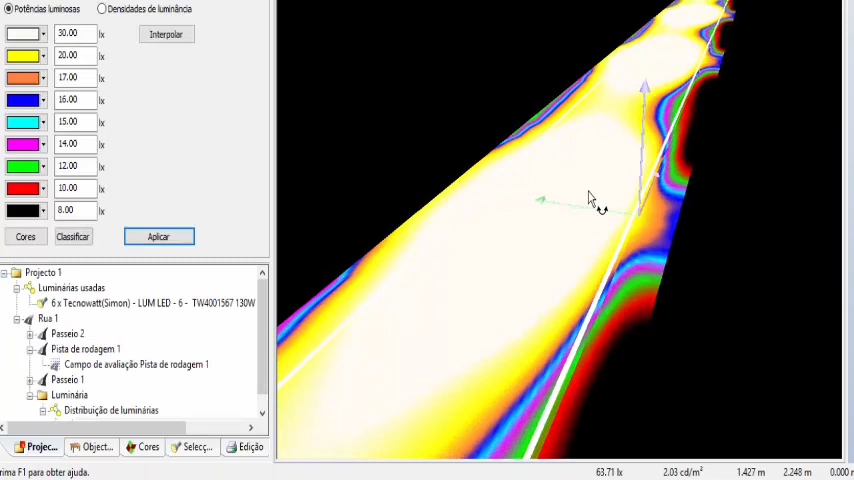 Potências luminosas Densidades de luminância
30.00 lx Interpolar
20.00 lx
17.00 lx
16.00 lx
15.00 lx
14.00 lx
12.00 lx
10.00 lx
8.00 lx
Cores Classificar Aplicar
Projecto 1
Luminárias usadas
6 x Tecnowatt(Simon) - LUM LED - 6 - TW4001567 130W
Rua 1
Passeio 2
Pista de rodagem 1
Campo de avaliação Pista de rodagem 1
Passeio 1
Luminária
Distribuição de luminárias
Projec... Object... Cores Selecç... Edição
rima F1 para obter ajuda. 63.71 lx 2.03 cd/m² 1.427 m 2.248 m 0.000 m